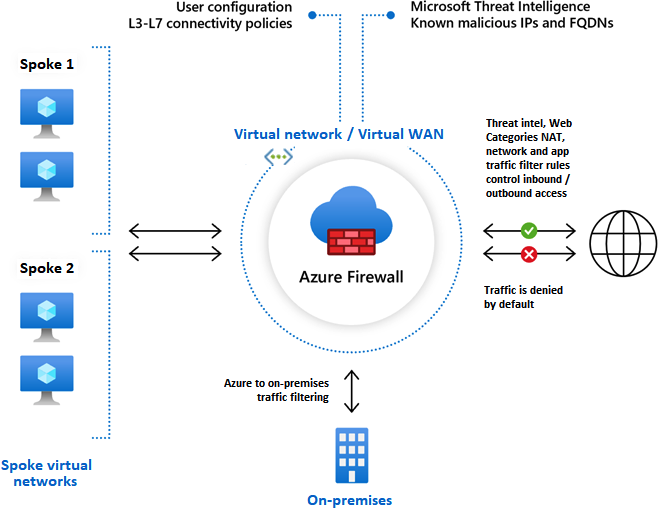 User configuration
L3-L7 connectivity policies
Microsoft Threat Intelligence
Known malicious IPs and FQDNs
Spoke 1
Virtual network / Virtual WAN
Threat intel, Web
Categories NAT,
network and app
traffic filter rules
control inbound /
outbound access
Spoke 2
Azure Firewall
Traffic is denied
by default
Azure to on-premises
traffic filtering
Spoke virtual
networks
On-premises